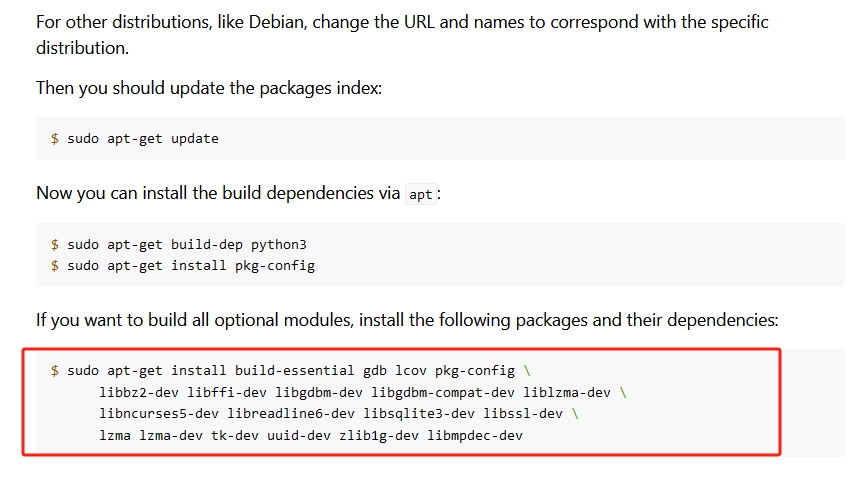 For other distributions, like Debian, change the URL and names to correspond with the specific
distribution.
Then you should update the packages index:
$ sudo apt-get update
Now you can install the build dependencies via apt:
$ sudo apt-get build-dep python3
$ sudo apt-get install pkg-config
If you want to build all optional modules, install the following packages and their dependencies:
$ sudo apt-get install build-essential gdb lcov pkg-config \
libbz2-dev libffi-dev libgdbm-dev libgdbm-compat-dev liblzma-dev \
libncurses5-dev libreadline6-dev libsqlite3-dev libssl-dev \
lzma lzma-dev tk-dev uuid-dev zlib1g-dev libmpdec-dev